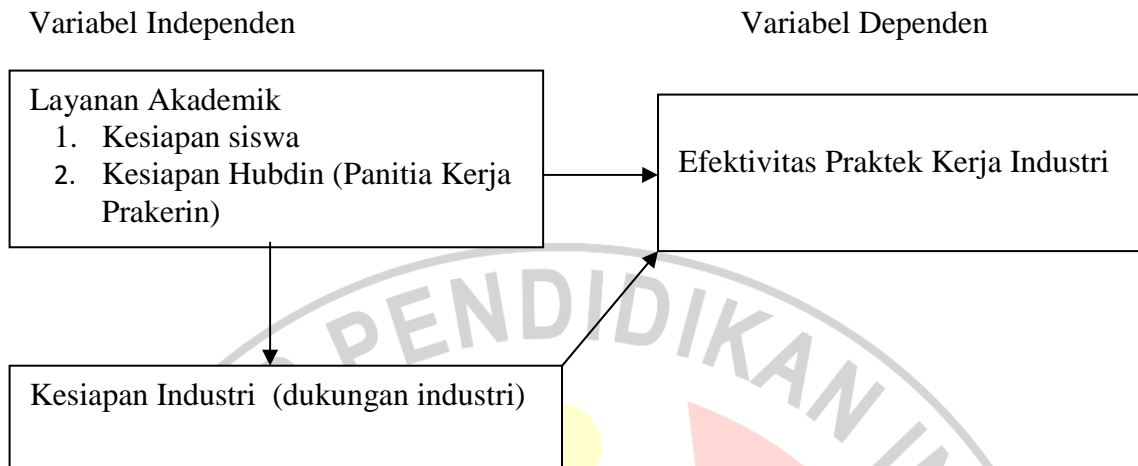 Variabel Independen
Variabel Dependen
Layanan Akademik
1. Kesiapan siswa
2. Kesiapan Hubdin (Panitia Kerja
Prakerin)
Efektivitas Praktek Kerja Industri
PENDIDIKAN IN
Kesiapan Industri (dukungan industri)